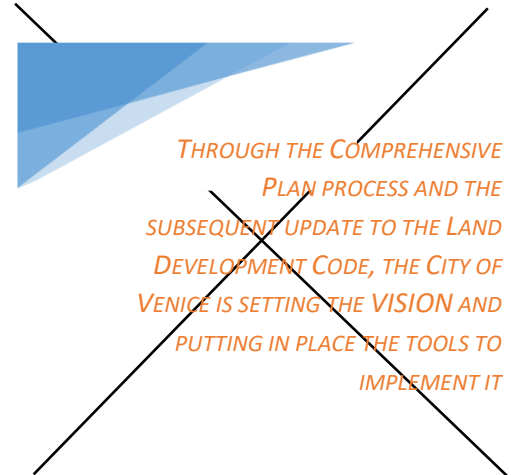 THROUGH THE COMPREHENSIVE
PLAN PROCESS AND THE
SUBSEQUENT UPDATE TO THE LAND
DEVELOPMENT CODE, THE CITY OF
VENICE IS SETTING THE VISION AND
PUTTING IN PLACE THE TOOLS TO
IMPLEMENT IT